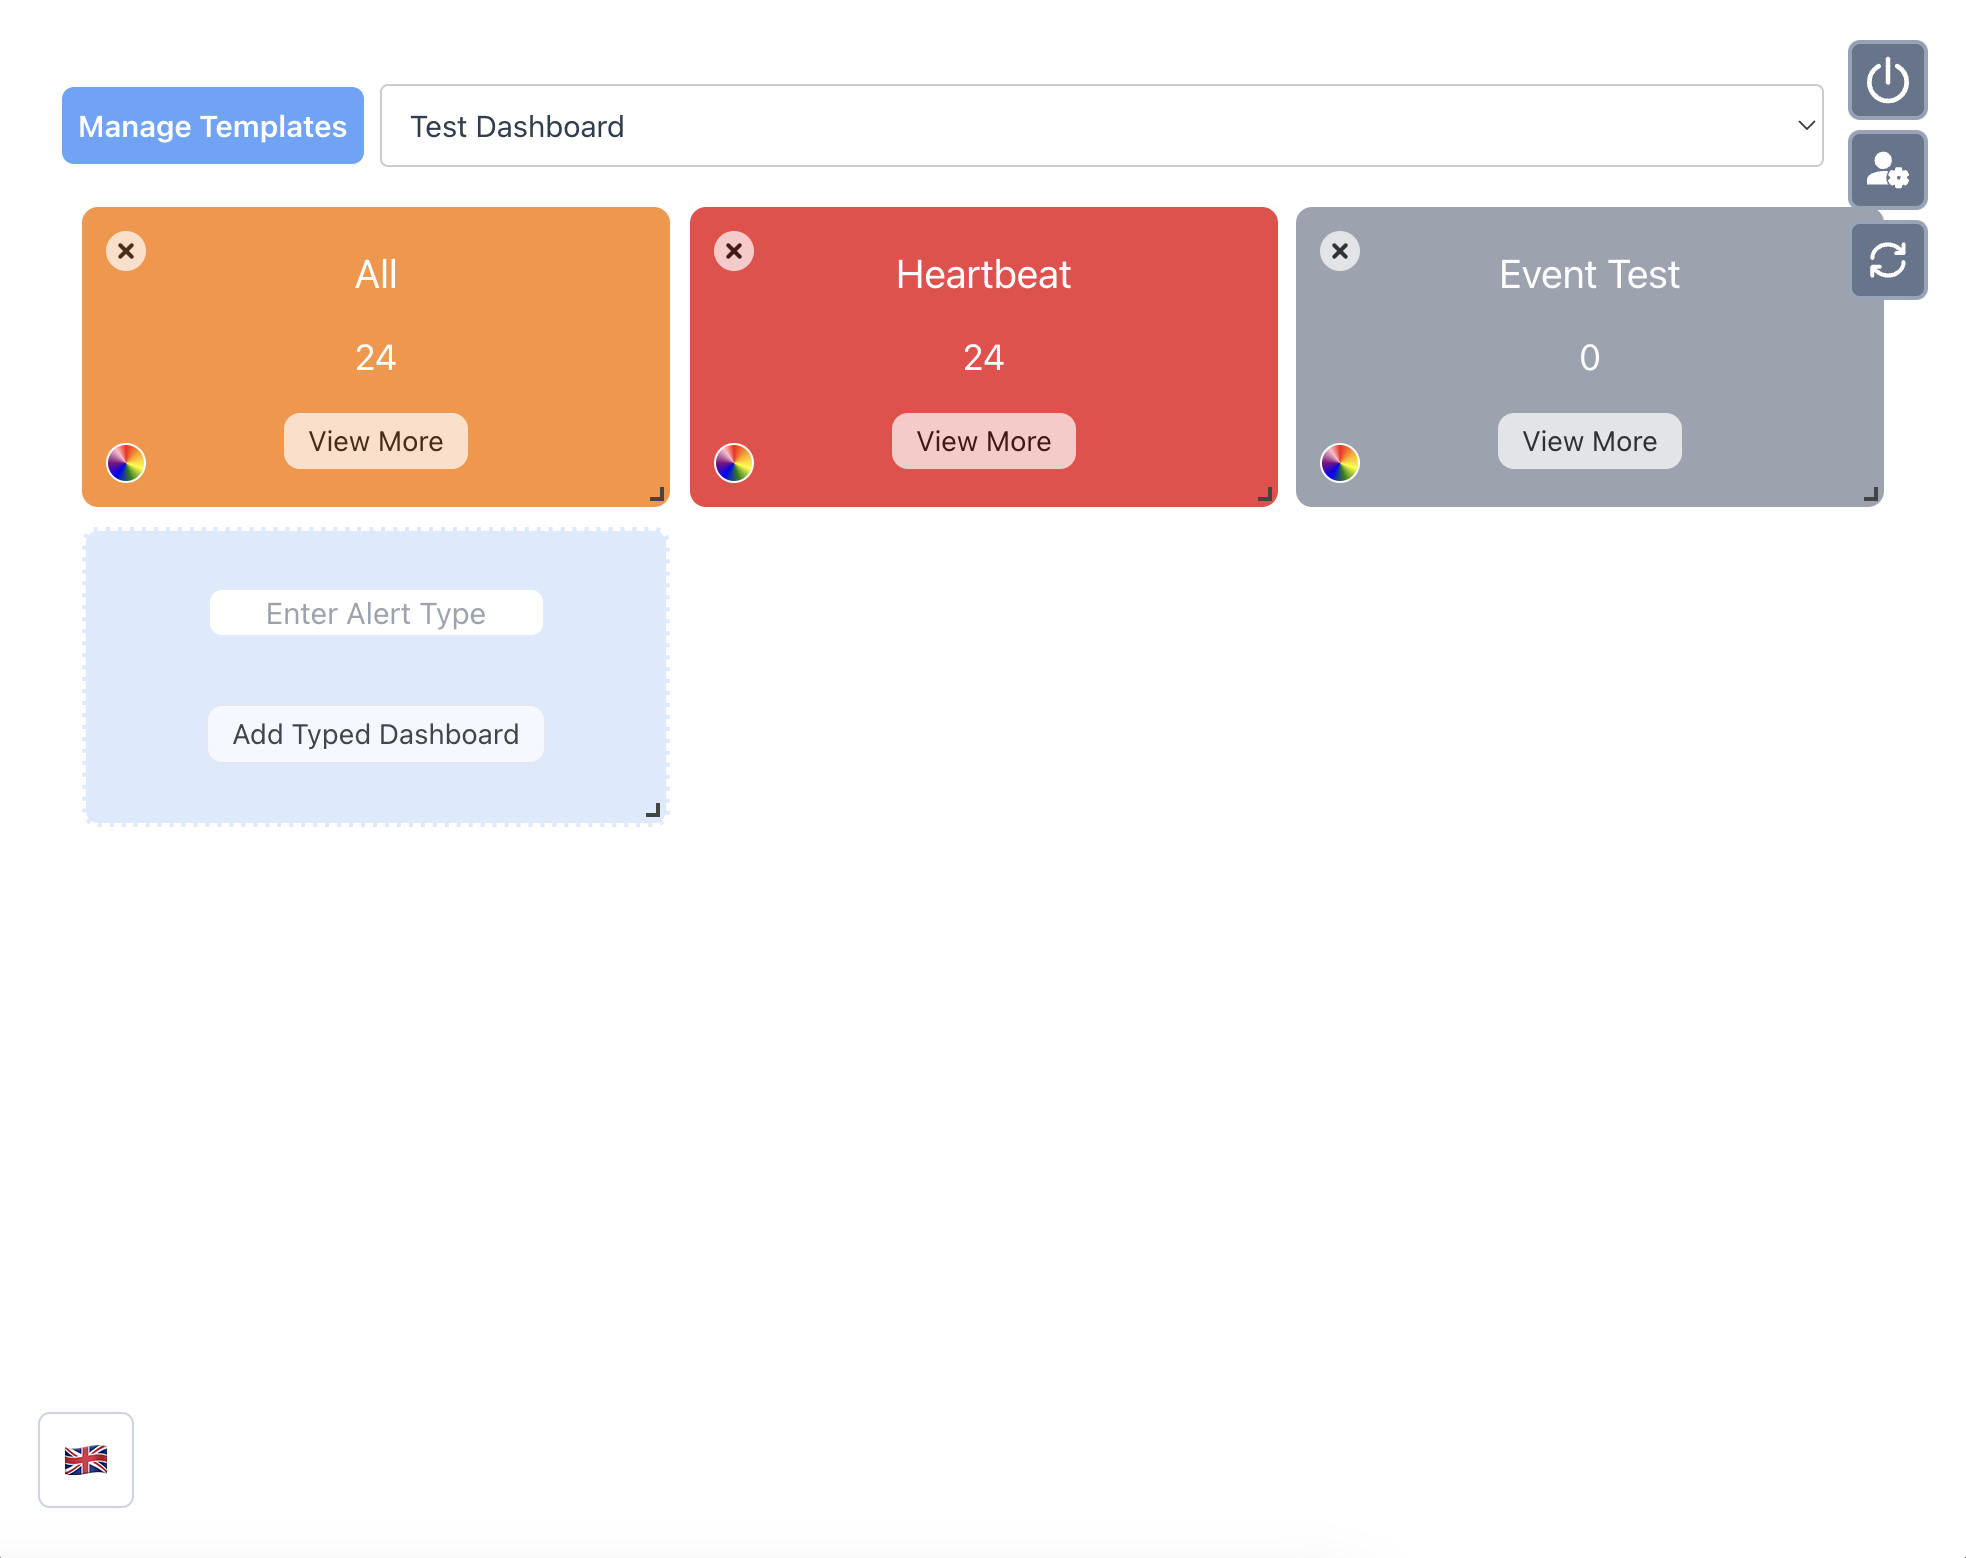 Manage Templates
Test Dashboard
All
24
View More
Heartbeat
24
View More
Event Test
0
View More
Enter Alert Type
Add Typed Dashboard